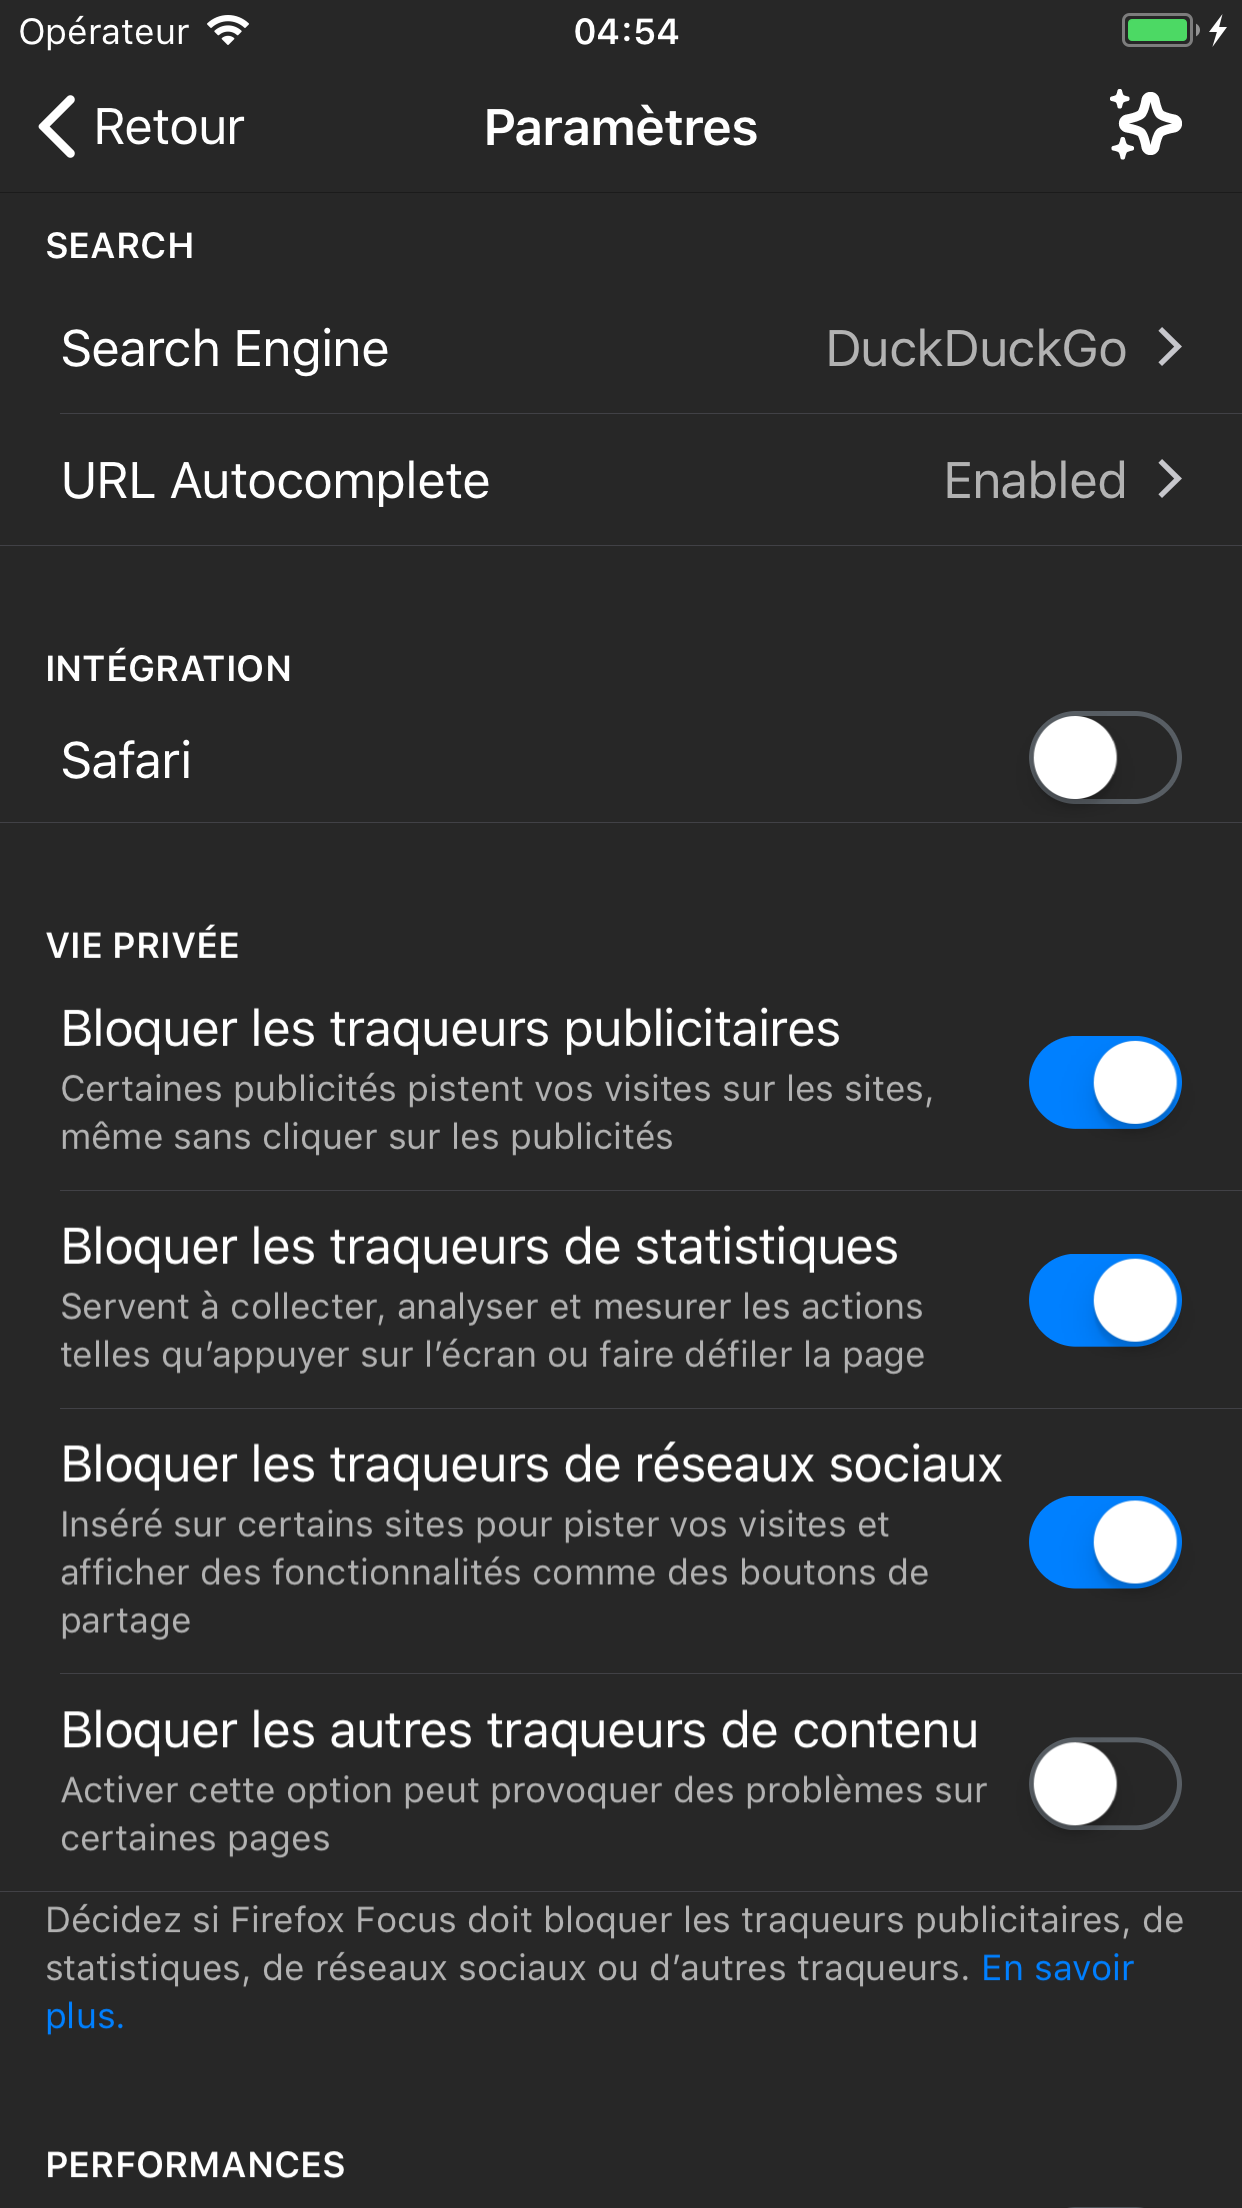 Opérateur 04:54
Retour Paramètres
SEARCH
Search Engine DuckDuckGo
URL Autocomplete Enabled
INTÉGRATION
Safari
VIE PRIVÉE
Bloquer les traqueurs publicitaires
Certaines publicités pistent vos visites sur les sites,
même sans cliquer sur les publicités
Bloquer les traqueurs de statistiques
Servent à collecter, analyser et mesurer les actions
telles qu’appuyer sur l’écran ou faire défiler la page
Bloquer les traqueurs de réseaux sociaux
Inséré sur certains sites pour pister vos visites et
afficher des fonctionnalités comme des boutons de
partage
Bloquer les autres traqueurs de contenu
Activer cette option peut provoquer des problèmes sur
certaines pages
Décidez si Firefox Focus doit bloquer les traqueurs publicitaires, de
statistiques, de réseaux sociaux ou d’autres traqueurs. En savoir
plus.
PERFORMANCES